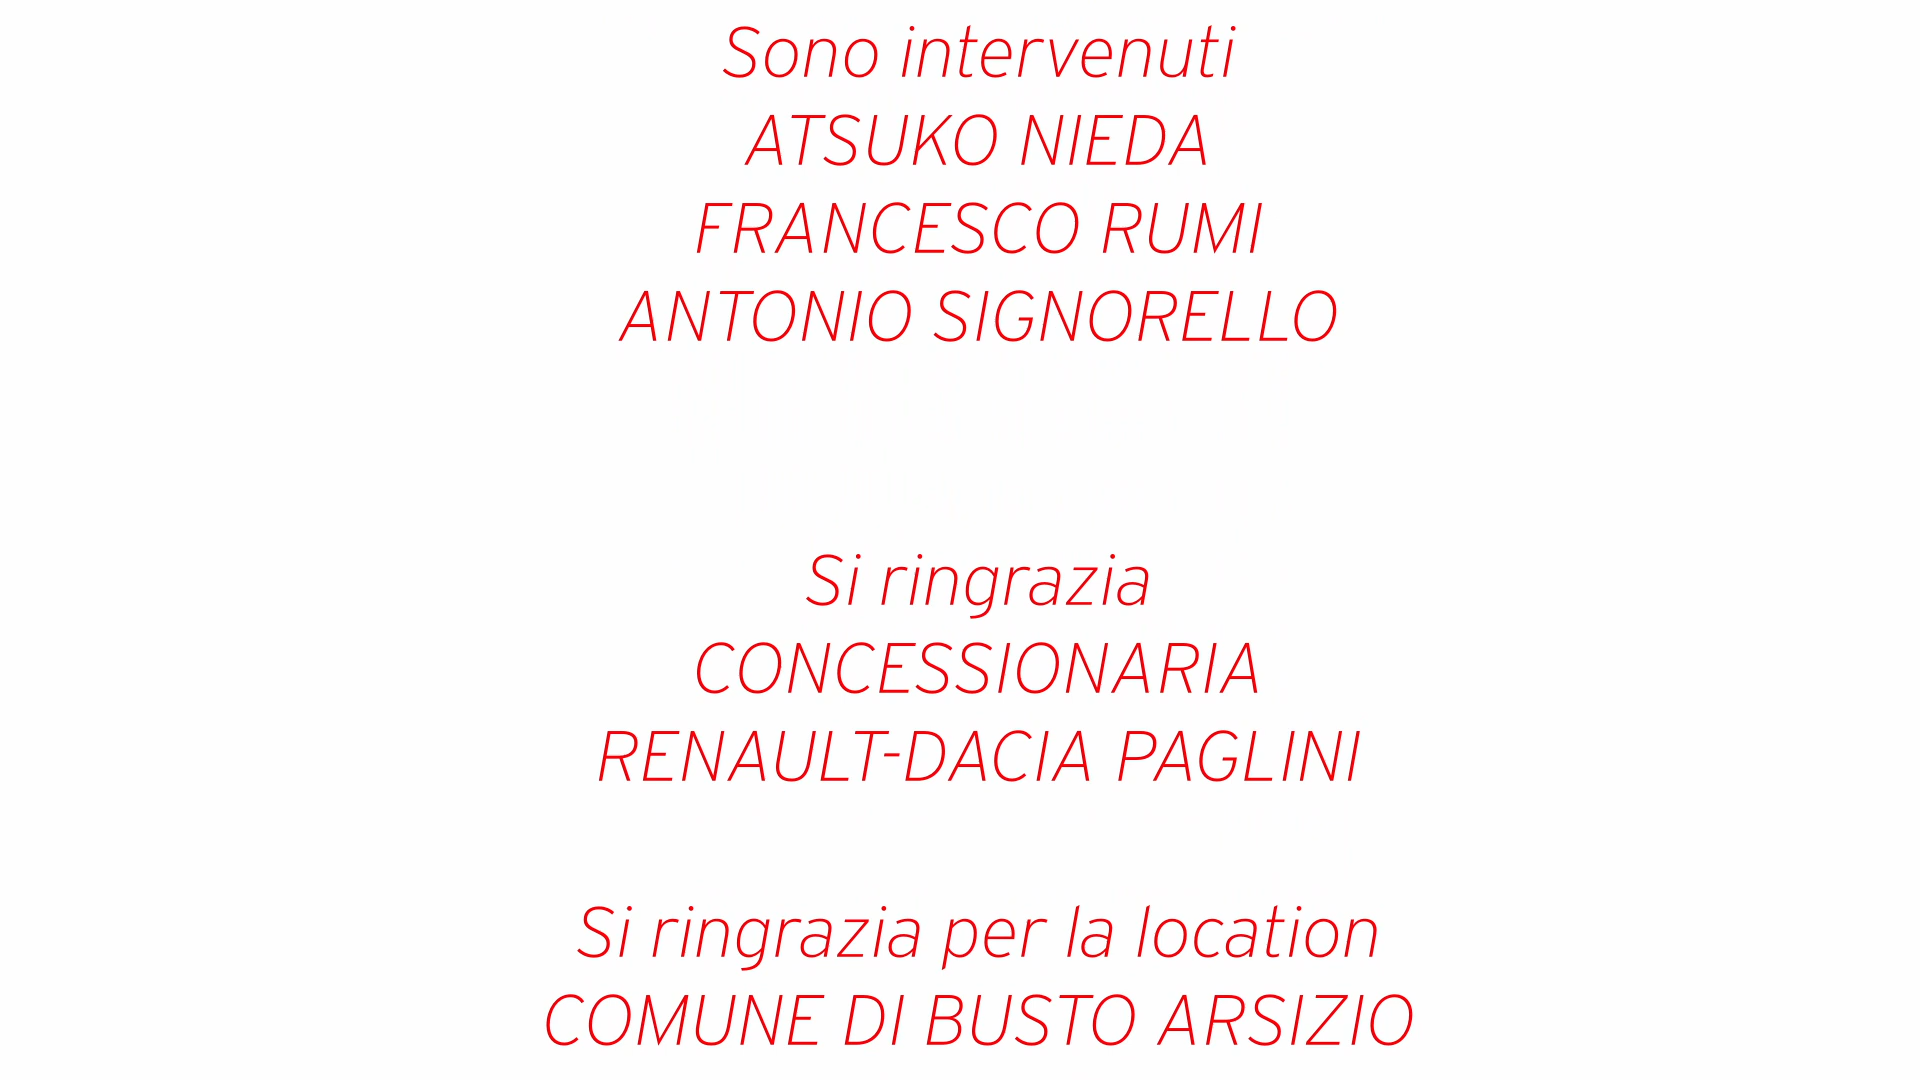 Sono intervenuti
ATSUKO NIEDA
FRANCESCO RUMI
ANTONIO SIGNORELLO
Si ringrazia
CONCESSIONARIA
RENAULT-DACIA PAGLINI
Si ringrazia per la location
COMUNE DI BUSTO ARSIZIO